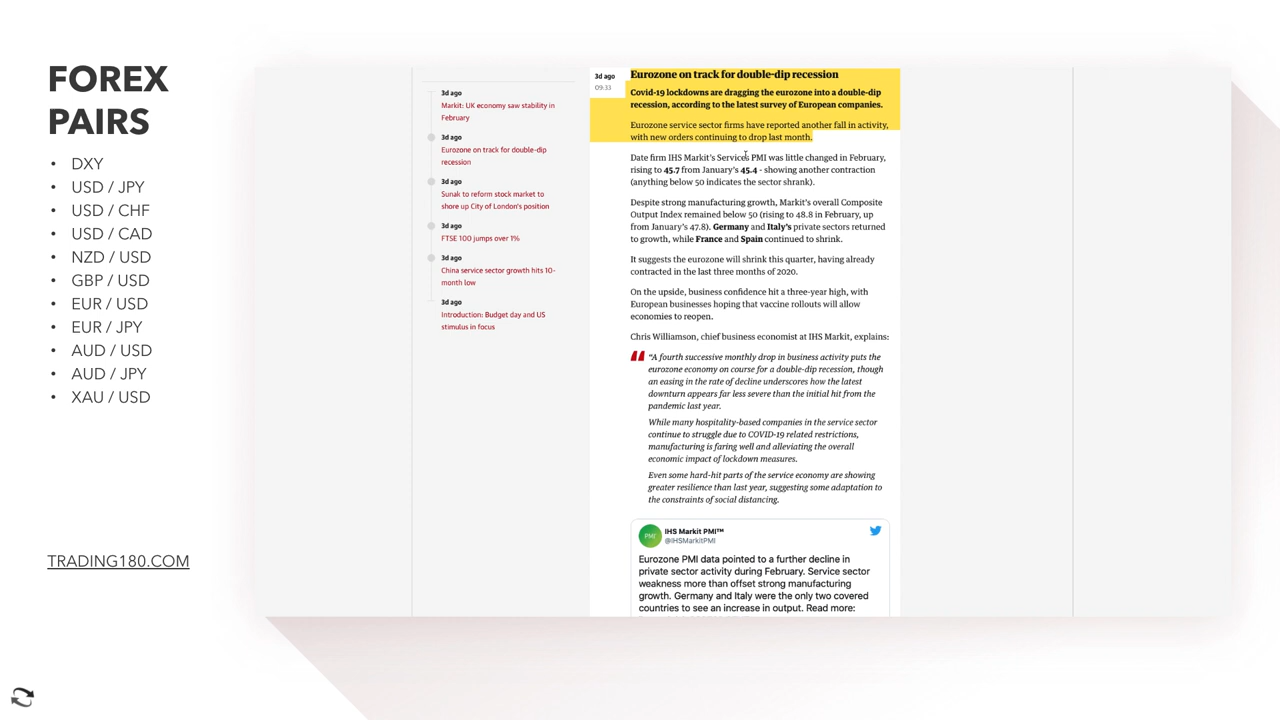 FOREX
PAIRS
• DXY
• USD / JPY
• USD / CHF
• USD / CAD
• NZD / USD
• GBP / USD
• EUR / USD
• EUR / JPY
• AUD / USD
• AUD / JPY
• XAU / USD
TRADING180.COM
3d ago
Markit: UK economy saw stability in
February
3d ago
Eurozone on track for double-dip
recession
3d ago
Sunak to reform stock market to
shore up City of London's position
3d ago
FTSE 100 jumps over 1%
3d ago
China service sector growth hits 10-
month low
3d ago
Introduction: Budget day and US
stimulus in focus
3d ago
09:33
Eurozone on track for double-dip recession
Covid-19 lockdowns are dragging the eurozone into a double-dip
recession, according to the latest survey of European companies.
Eurozone service sector firms have reported another fall in activity,
with new orders continuing to drop last month.
Date firm IHS Markit's Services PMI was little changed in February,
rising to 45.7 from January's 45.4 - showing another contraction
(anything below 50 indicates the sector shrank).
Despite strong manufacturing growth, Markit's overall Composite
Output Index remained below 50 (rising to 48.8 in February, up
from January's 47.8). Germany and Italy's private sectors returned
to growth, while France and Spain continued to shrink.
It suggests the eurozone will shrink this quarter, having already
contracted in the last three months of 2020.
On the upside, business confidence hit a three-year high, with
European businesses hoping that vaccine rollouts will allow
economies to reopen.
Chris Williamson, chief business economist at IHS Markit, explains:
"A fourth successive monthly drop in business activity puts the
eurozone economy on course for a double-dip recession, though
an easing in the rate of decline underscores how the latest
downturn appears far less severe than the initial hit from the
pandemic last year.
While many hospitality-based companies in the service sector
continue to struggle due to COVID-19 related restrictions,
manufacturing is faring well and alleviating the overall
economic impact of lockdown measures.
Even some hard-hit parts of the service economy are showing
greater resilience than last year, suggesting some adaptation to
the constraints of social distancing.
PMI
IHS Markit PMI™
@IHSMarkitPMI
Eurozone PMI data pointed to a further decline in
private sector activity during February. Service sector
weakness more than offset strong manufacturing
growth. Germany and Italy were the only two covered
countries to see an increase in output. Read more: